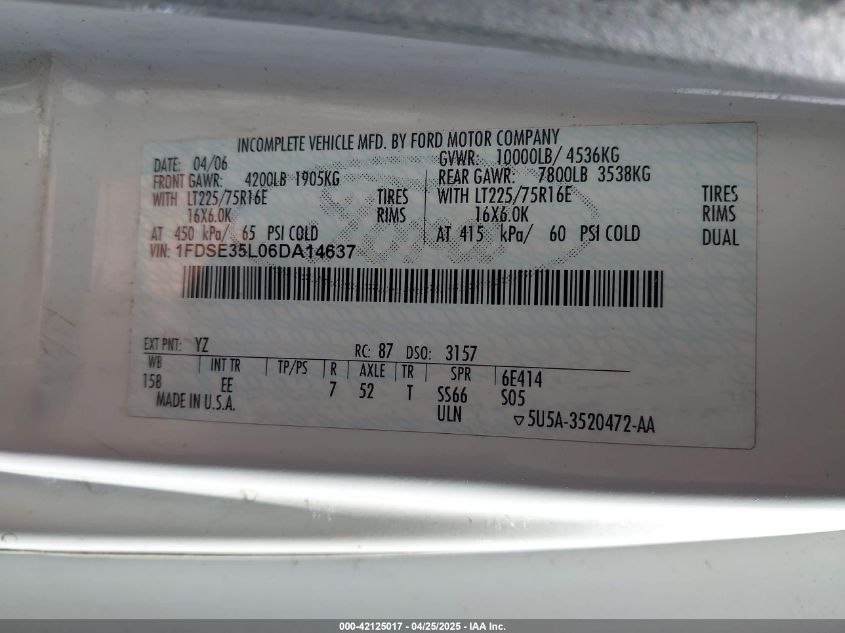 INCOMPLETE VEHICLE MFD. BY FORD MOTOR COMPANY
DATE: 04/06 GVWR: 10000LB/ 4536KG
FRONT GAWR: 4200LB 1905KG REAR GAWR: 7800LB 3538KG
WITH LT225/75R16E TIRES WITH LT225/75R16E TIRES
16X6.0K RIMS 16X6.0K RIMS
AT 450 kPa/ 65 PSI COLD AT 415 kPa/ 60 PSI COLD DUAL
VIN: 1FDSE35L06DA14637
EXT PNT: YZ RC: 87 DSO: 3157
WB INT TR TP/PS R AXLE TR SPR 6E414
158 EE 7 52 T SS66 S05
MADE IN U.S.A. ULN ▽5U5A-3520472-AA
000-42125017 - 04/25/2025 - IAA Inc.